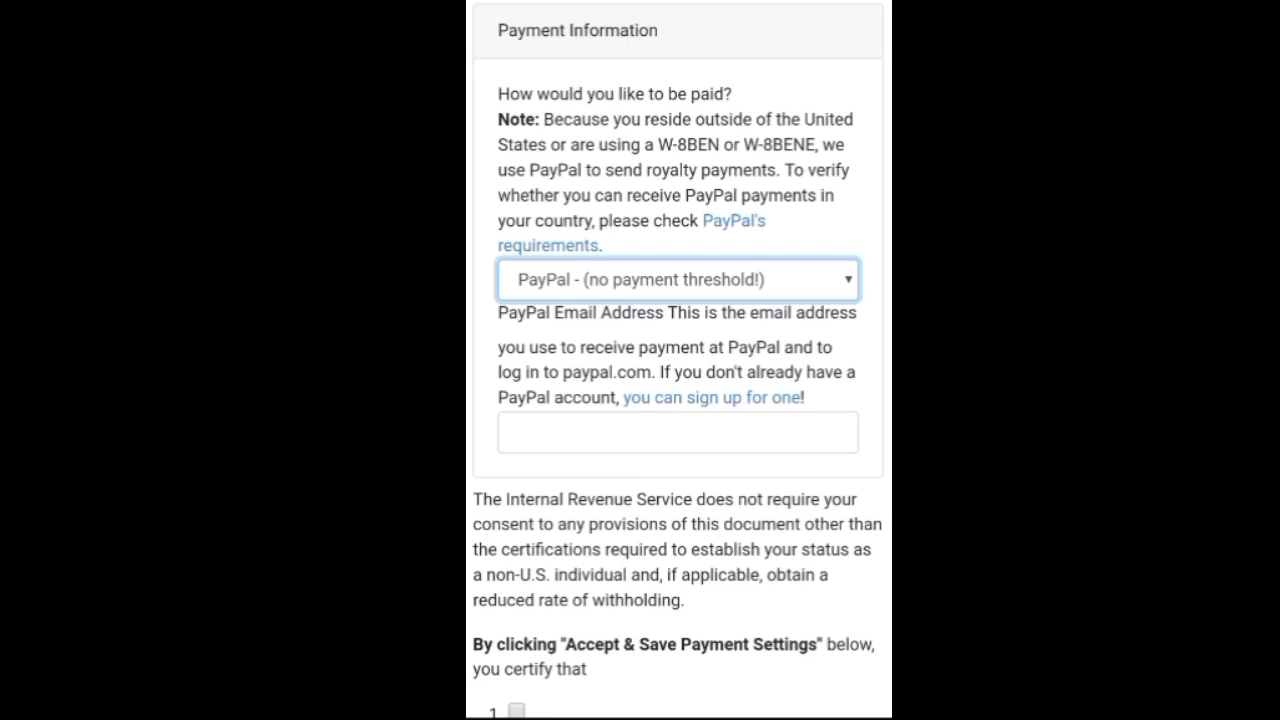 Payment Information
How would you like to be paid?
Note: Because you reside outside of the United
States or are using a W-8BEN or W-8BENE, we
use PayPal to send royalty payments. To verify
whether you can receive PayPal payments in
your country, please check PayPal's
requirements.
PayPal - (no payment threshold!)
PayPal Email Address This is the email address
you use to receive payment at PayPal and to
log in to paypal.com. If you don't already have a
PayPal account, you can sign up for one!
The Internal Revenue Service does not require your
consent to any provisions of this document other than
the certifications required to establish your status as
a non-U.S. individual and, if applicable, obtain a
reduced rate of withholding.
By clicking "Accept & Save Payment Settings" below,
you certify that
1.